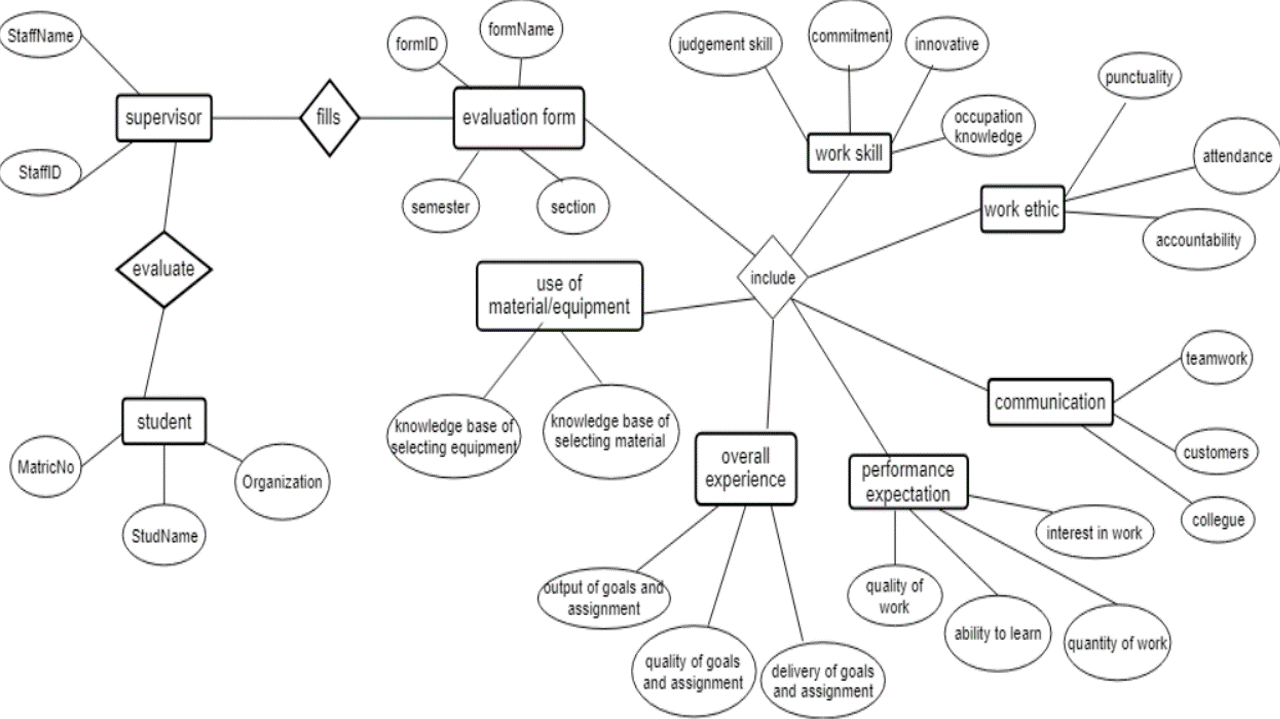 StaffName
supervisor
StaffID
fills
formID
formName
evaluation form
semester
section
evaluate
student
MatricNo
StudName
Organization
judgement skill
commitment
innovative
occupation
knowledge
work skill
punctuality
attendance
work ethic
accountability
include
use of
material/equipment
knowledge base of
selecting equipment
knowledge base of
selecting material
teamwork
communication
customers
collegue
overall
experience
output of goals and
assignment
quality of goals
and assignment
delivery of goals
and assignment
performance
expectation
interest in work
quality of
work
ability to learn
quantity of work